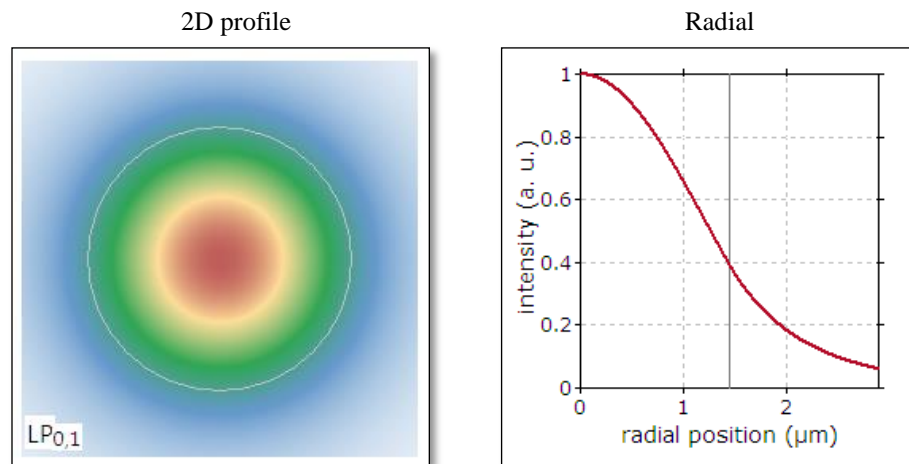 2D profile
Radial
LP0,1
intensity (a. u.)
1
0.8
0.6
0.4
0.2
0
0
1
2
radial position (µm)